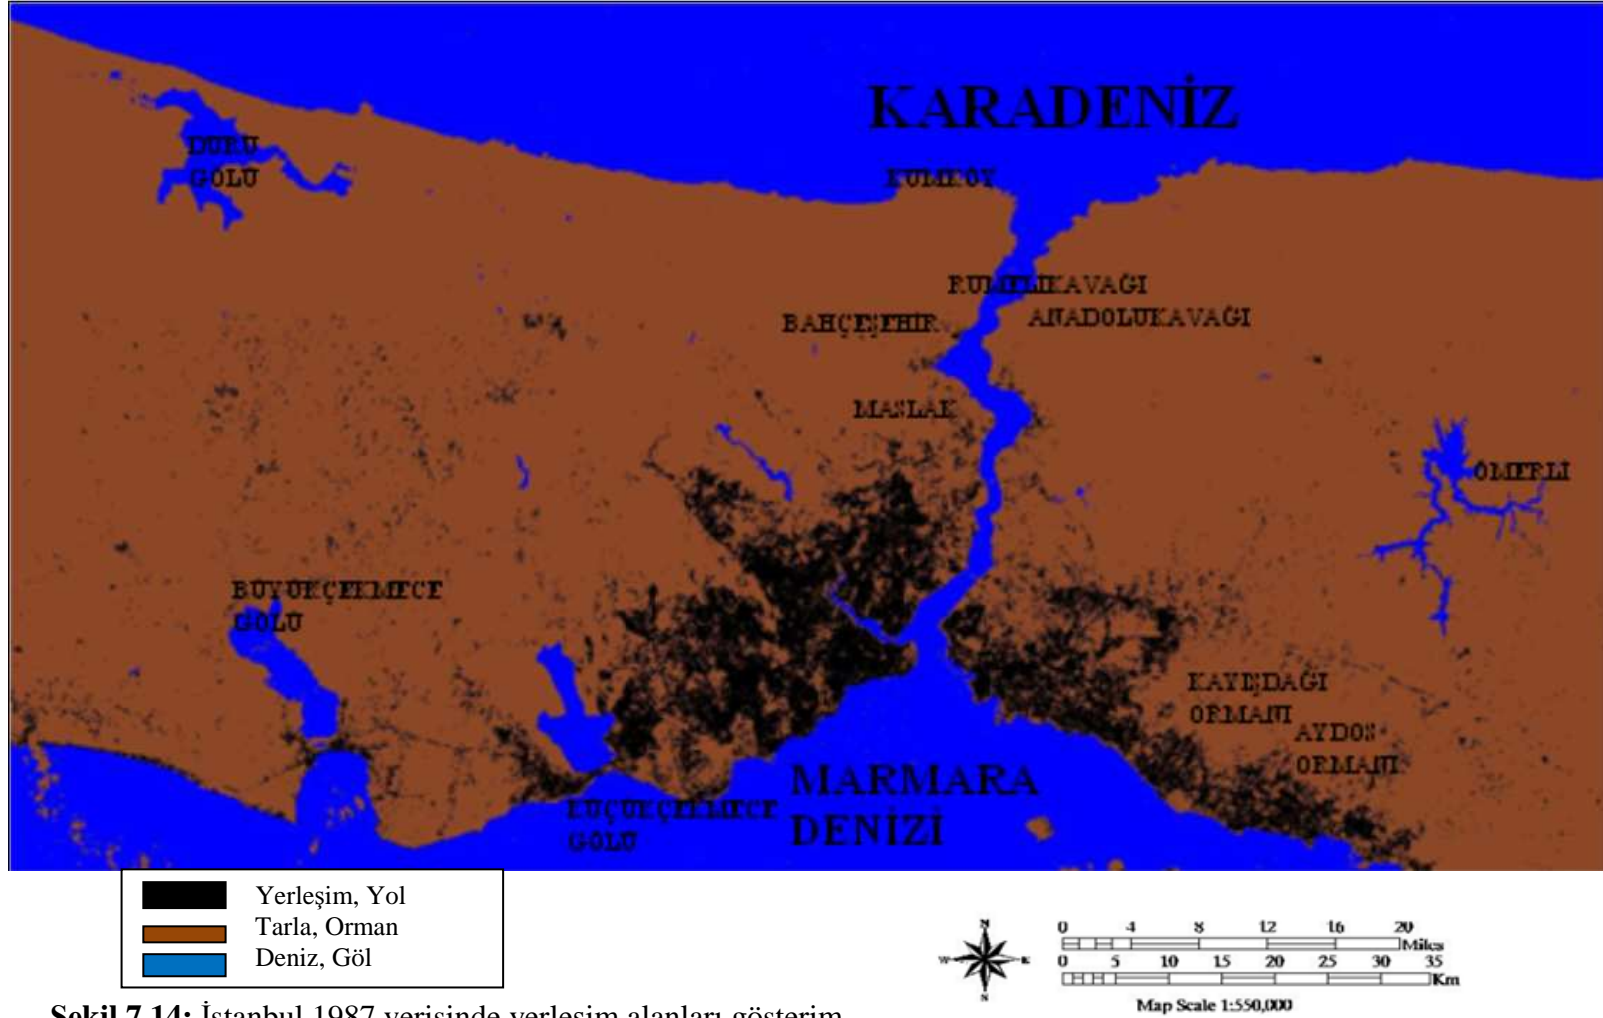 KARADENİZ
DURU
GÖLÜ
KUMKÖY
RUMELİKAVAĞI
ANADOLUKAVAĞI
BAHÇEŞEHİR
MASLAK
ÖMERLİ
BÜYÜKÇEKMECE
GÖLÜ
KAYIŞDAĞI
ORMANI
AYDOS
ORMANI
MARMARA
DENİZİ
KÜÇÜKÇEKMECE
GÖLÜ
Yerleşim, Yol
Tarla, Orman
Deniz, Göl
N
W E
S
0 4 8 12 16 20
Miles
0 5 10 15 20 25 30 35
Km
Map Scale 1:550,000
Şekil 7.14: İstanbul 1987 verisinde yerleşim alanları gösterim